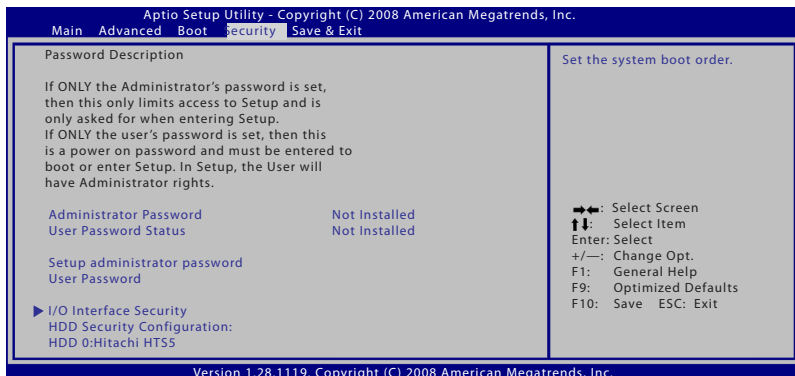 Aptio Setup Utility - Copyright (C) 2008 American Megatrends, Inc.
Main Advanced Boot Security Save & Exit
Password Description
If ONLY the Administrator's password is set,
then this only limits access to Setup and is
only asked for when entering Setup.
If ONLY the user's password is set, then this
is a power on password and must be entered to
boot or enter Setup. In Setup, the User will
have Administrator rights.
Administrator Password Not Installed
User Password Status Not Installed
Setup administrator password
User Password
I/O Interface Security
HDD Security Configuration:
HDD 0:Hitachi HTS5
Set the system boot order.
→←: Select Screen
↑↓: Select Item
Enter: Select
+/—: Change Opt.
F1: General Help
F9: Optimized Defaults
F10: Save ESC: Exit
Version 1.28.1119. Copyright (C) 2008 American Megatrends, Inc.